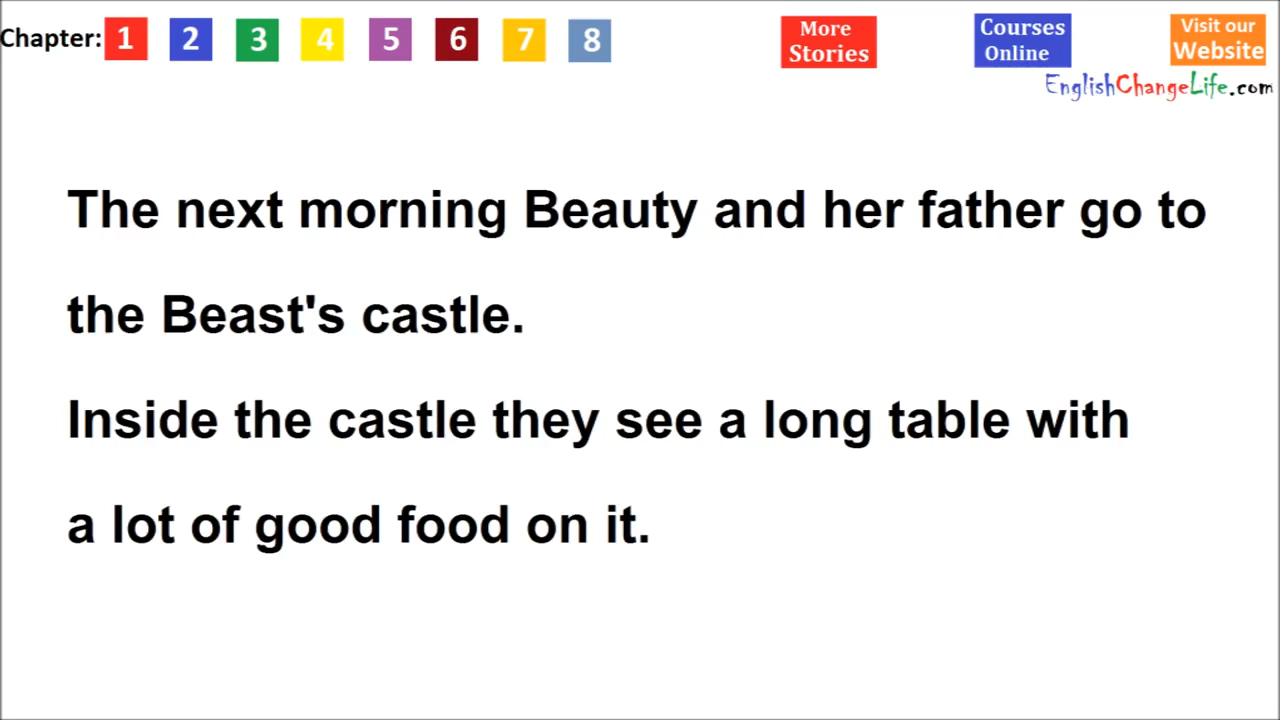 Chapter: 1 2 3 4 5 6 7 8
More
Stories
Courses
Online
Visit our
Website
EnglishChangeLife.com
The next morning Beauty and her father go to
the Beast's castle.
Inside the castle they see a long table with
a lot of good food on it.